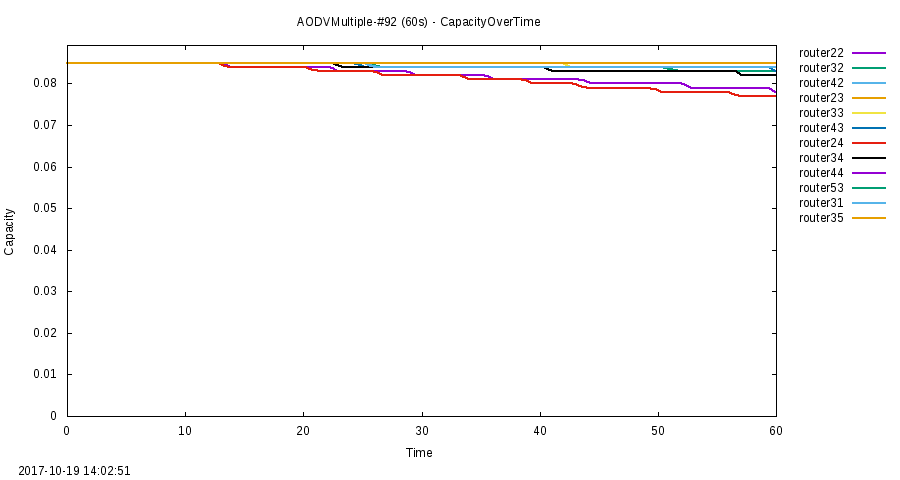 AODVMultiple-#92 (60s) - CapacityOverTime
router22
router32
router42
router23
router33
router43
router24
router34
router44
router53
router31
router35
Capacity
0.08
0.07
0.06
0.05
0.04
0.03
0.02
0.01
0
0 10 20 30 40 50 60
Time
2017-10-19 14:02:51